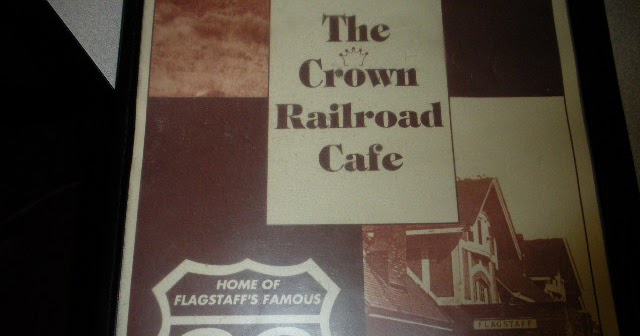 The
Crown
Railroad
Cafe
HOME OF
FLAGSTAFF'S FAMOUS
FLAGSTAFF